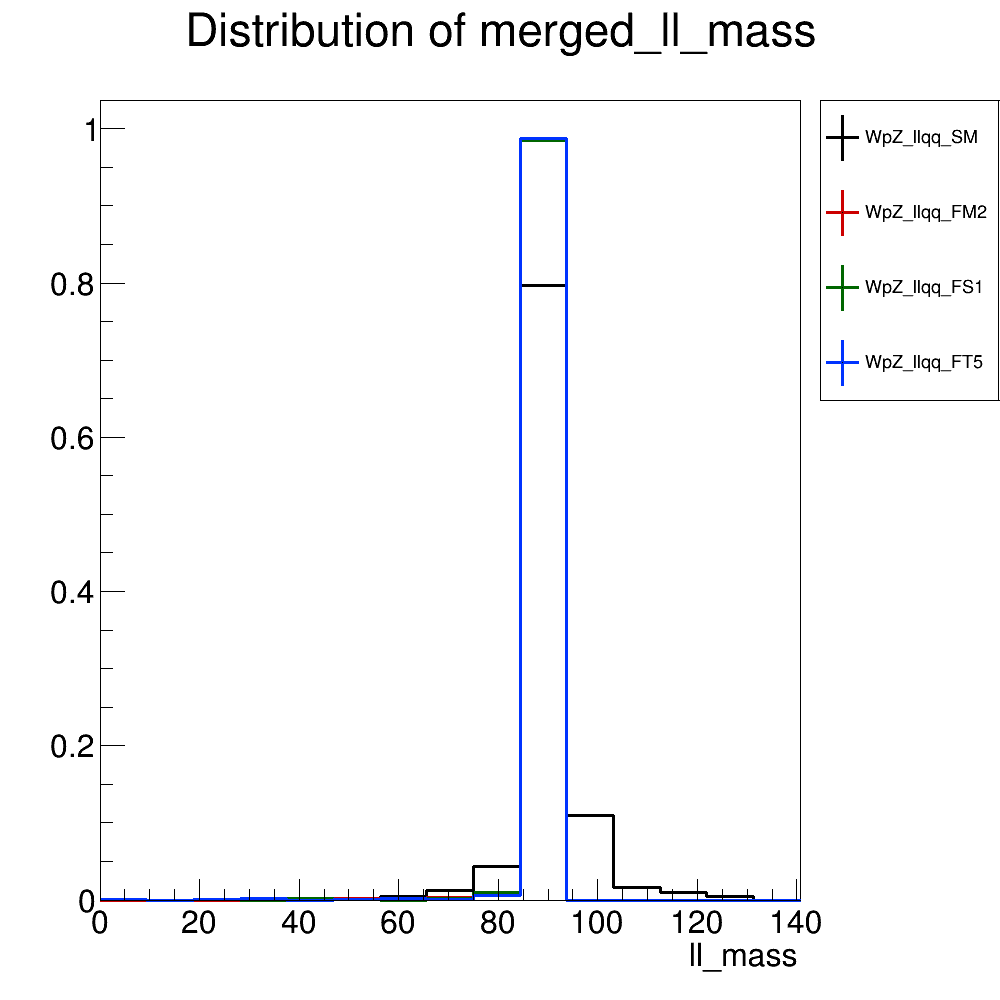 Distribution of merged_ll_mass
1
0.8
0.6
0.4
0.2
0
0 20 40 60 80 100 120 140
ll_mass
WpZ_llqq_SM
WpZ_llqq_FM2
WpZ_llqq_FS1
WpZ_llqq_FT5